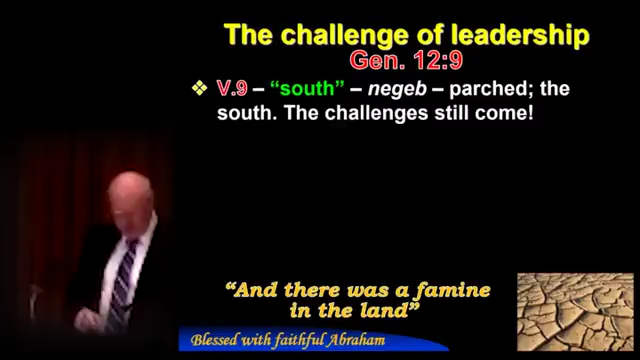 The challenge of leadership
Gen. 12:9
❖ V.9 – “south” – negeb – parched; the
south. The challenges still come!
“And there was a famine
in the land”
Blessed with faithful Abraham